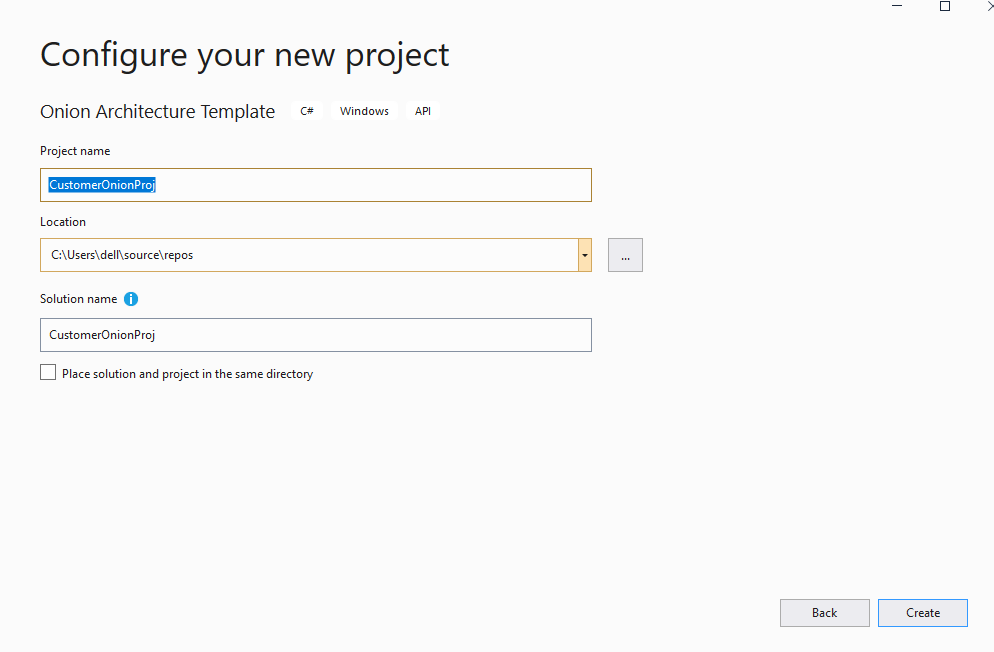 Configure your new project
Onion Architecture Template C# Windows API
Project name
CustomerOnionProj
Location
C:\Users\dell\source\repos
...
Solution name
CustomerOnionProj
Place solution and project in the same directory
Back Create